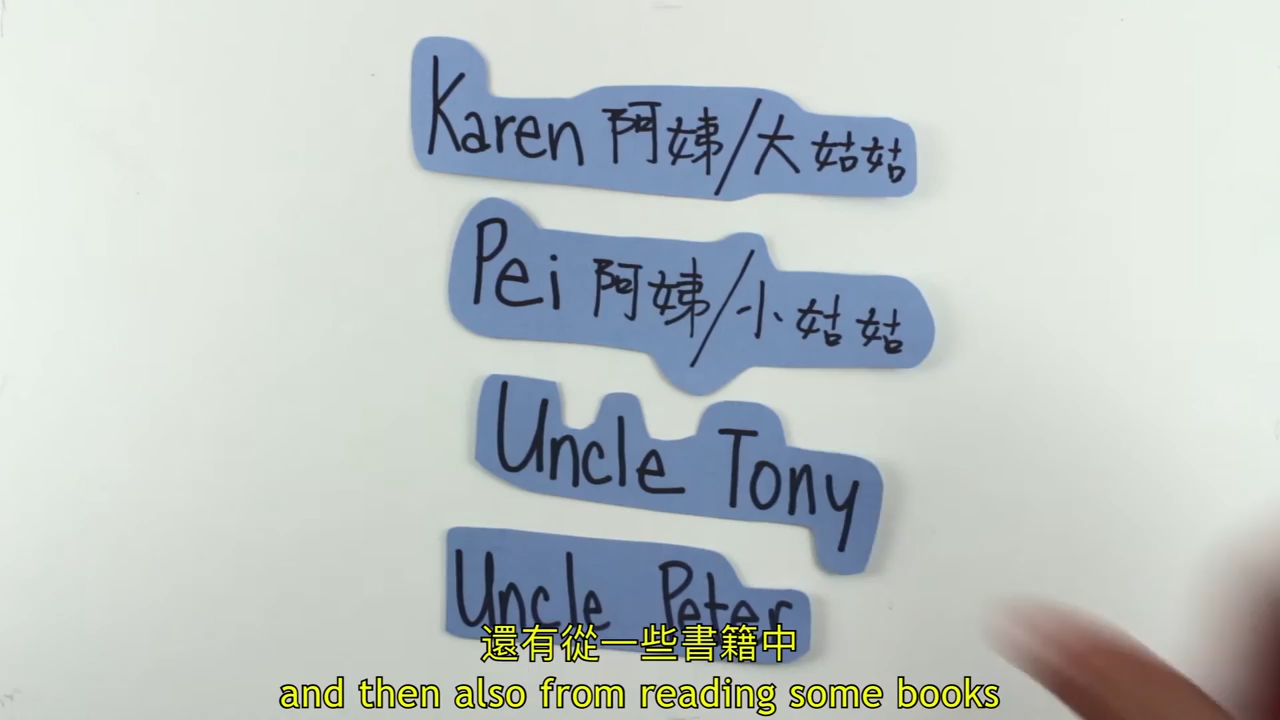 Karen 阿姨/大姑姑
Pei 阿姨/小姑姑
Uncle Tony
Uncle Peter
還有從一些書籍中
and then also from reading some books